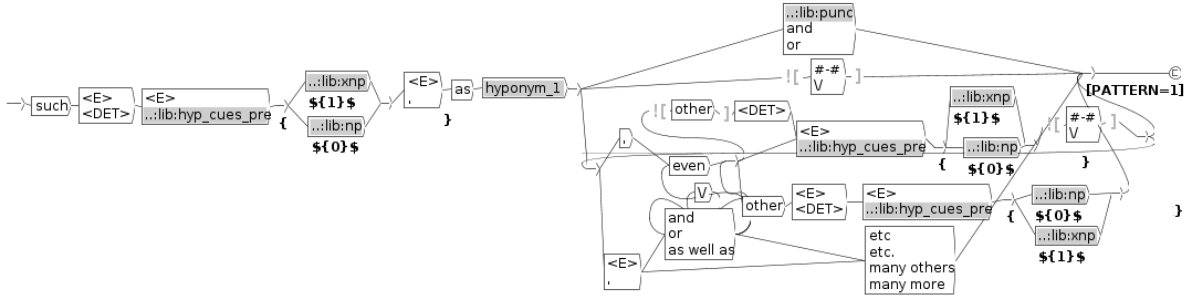 such
<E>
<DET>
<E>
..:lib:hyp_cues_pre
{
..:lib:xnp
${1}$
..:lib:np
${0}$
<E>
,
}
as
hyponym_1
..:lib:punc
and
or
![
#-#
V
]
[PATTERN=1]
,
![
other
]
<DET>
even
<E>
..:lib:hyp_cues_pre
{
..:lib:xnp
${1}$
..:lib:np
${0}$
![
#-#
V
]
}
<E>
,
V
and
or
as well as
other
<E>
<DET>
<E>
..:lib:hyp_cues_pre
{
..:lib:np
${0}$
..:lib:xnp
${1}$
}
etc
etc.
many others
many more